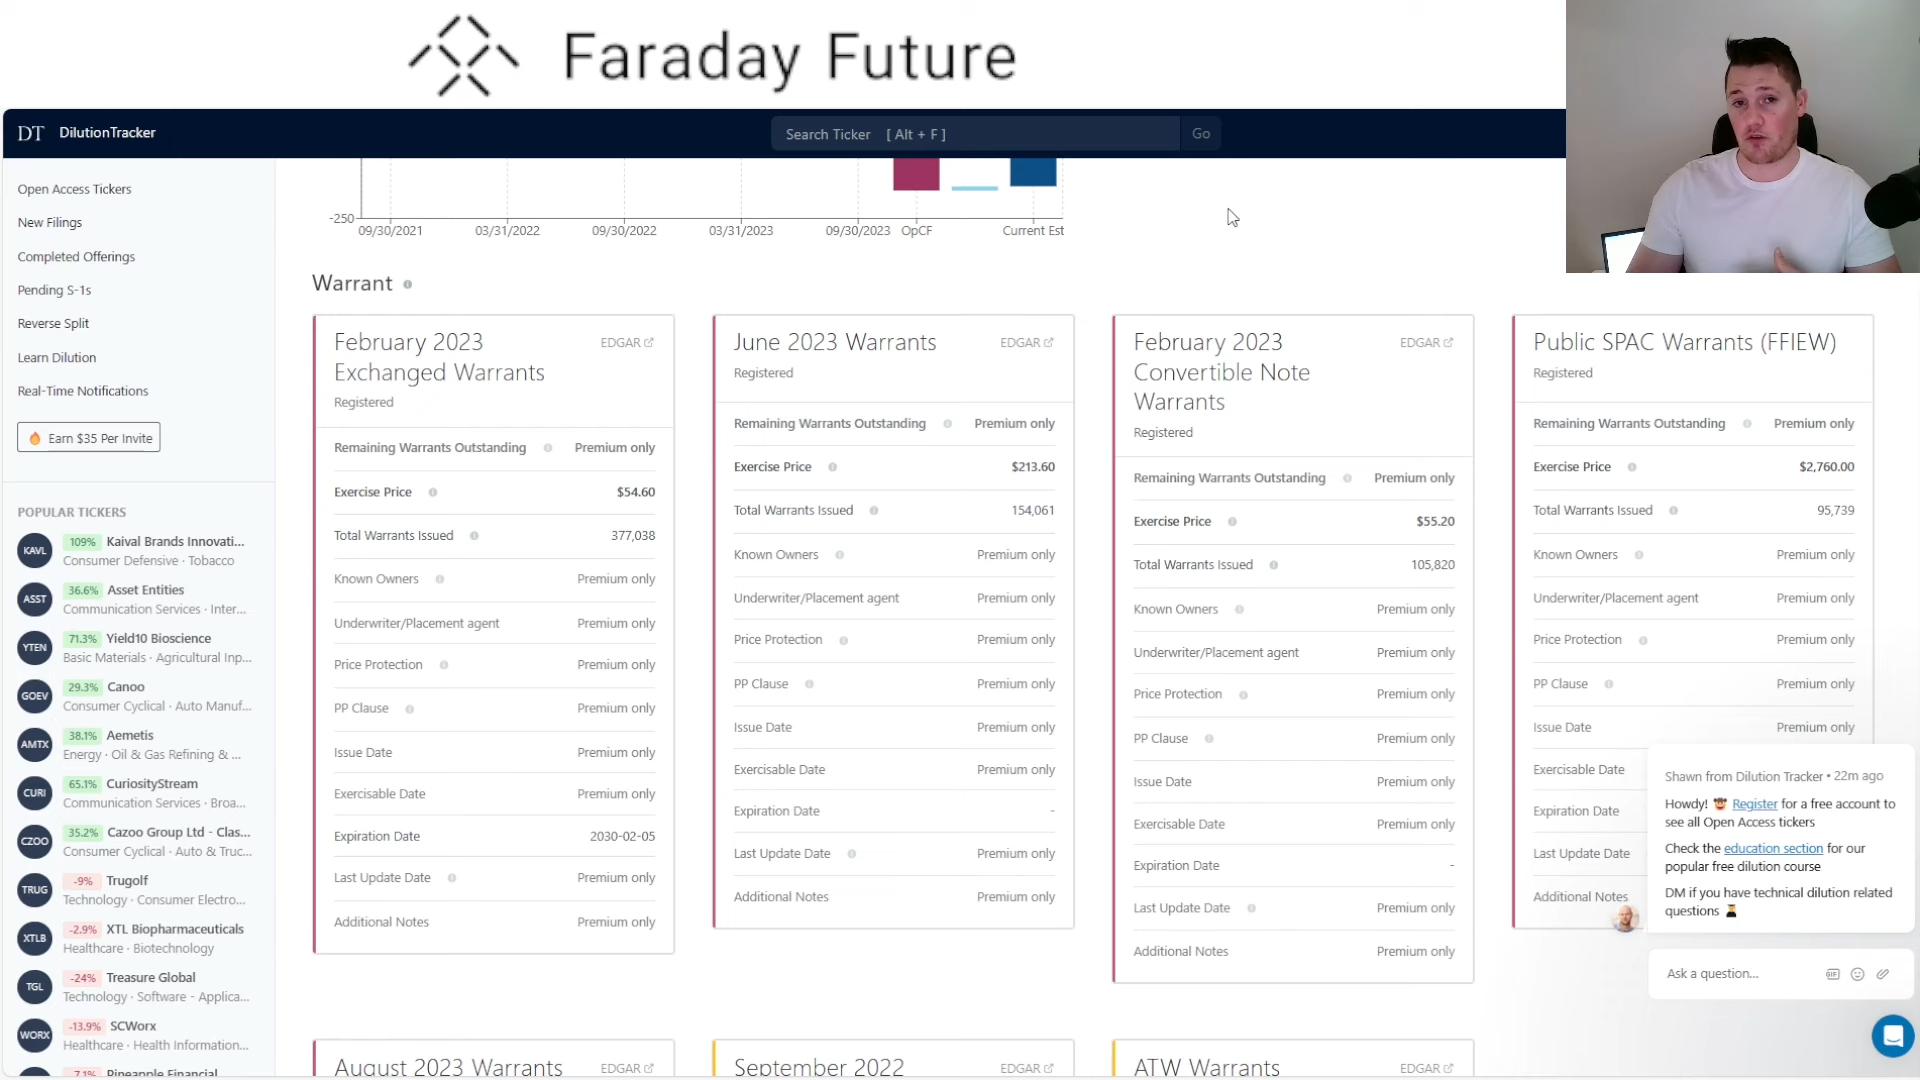 Faraday Future
DT DilutionTracker
Search Ticker [ Alt + F ]
Go
Open Access Tickers
New Filings
Completed Offerings
Pending S-1s
Reverse Split
Learn Dilution
Real-Time Notifications
🔥 Earn $35 Per Invite
POPULAR TICKERS
KAVL 109% Kaival Brands Innovati...
Consumer Defensive · Tobacco
ASST 36.6% Asset Entities
Communication Services · Inter...
YTEN 71.3% Yield10 Bioscience
Basic Materials · Agricultural Inp...
GOEV 29.3% Canoo
Consumer Cyclical · Auto Manuf...
AMTX 38.1% Aemetis
Energy · Oil & Gas Refining & ...
CURI 65.1% CuriosityStream
Communication Services · Broa...
CZOO 35.2% Cazoo Group Ltd - Clas...
Consumer Cyclical · Auto & Truc...
TRUG -9% Trugolf
Technology · Consumer Electro...
XTLB -2.9% XTL Biopharmaceuticals
Healthcare · Biotechnology
TGL -24% Treasure Global
Technology · Software - Applica...
WORX -13.9% SCWorx
Healthcare · Health Information...
-7.1% Pineapple Financial
-250
09/30/2021 03/31/2022 09/30/2022 03/31/2023 09/30/2023 OpCF Current Est
Warrant
February 2023
Exchanged Warrants
EDGAR
Registered
Remaining Warrants Outstanding Premium only
Exercise Price $54.60
Total Warrants Issued 377,038
Known Owners Premium only
Underwriter/Placement agent Premium only
Price Protection Premium only
PP Clause Premium only
Issue Date Premium only
Exercisable Date Premium only
Expiration Date 2030-02-05
Last Update Date Premium only
Additional Notes Premium only
June 2023 Warrants
EDGAR
Registered
Remaining Warrants Outstanding Premium only
Exercise Price $213.60
Total Warrants Issued 154,061
Known Owners Premium only
Underwriter/Placement agent Premium only
Price Protection Premium only
PP Clause Premium only
Issue Date Premium only
Exercisable Date Premium only
Expiration Date -
Last Update Date Premium only
Additional Notes Premium only
February 2023
Convertible Note
Warrants
EDGAR
Registered
Remaining Warrants Outstanding Premium only
Exercise Price $55.20
Total Warrants Issued 105,820
Known Owners Premium only
Underwriter/Placement agent Premium only
Price Protection Premium only
PP Clause Premium only
Issue Date Premium only
Exercisable Date Premium only
Expiration Date -
Last Update Date Premium only
Additional Notes Premium only
Public SPAC Warrants (FFIEW)
Registered
Remaining Warrants Outstanding Premium only
Exercise Price $2,760.00
Total Warrants Issued 95,739
Known Owners Premium only
Underwriter/Placement agent Premium only
Price Protection Premium only
PP Clause Premium only
Issue Date Premium only
Exercisable Date
Expiration Date
Last Update Date
Additional Notes
Shawn from Dilution Tracker • 22m ago
Howdy! 🤠 Register for a free account to
see all Open Access tickers
Check the education section for our
popular free dilution course
DM if you have technical dilution related
questions
Ask a question...
GIF
August 2023 Warrants EDGAR
September 2022 EDGAR
ATW Warrants EDGAR